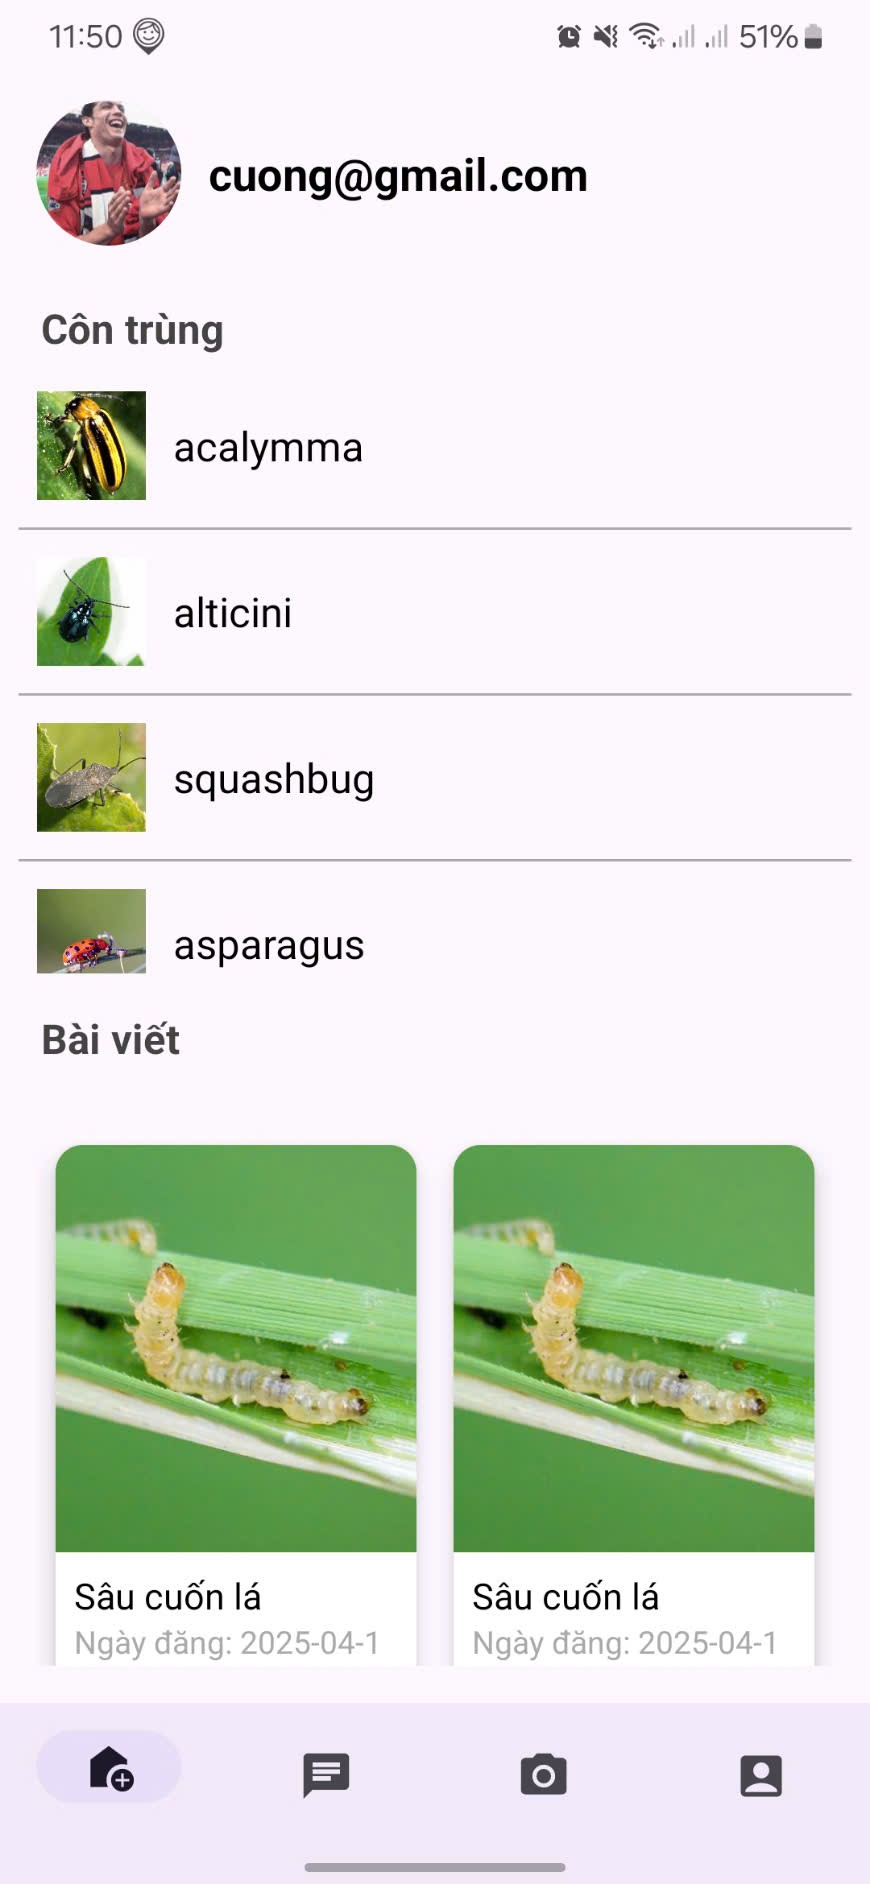 11:50
51%
cuong@gmail.com
Côn trùng
acalymma
alticini
squashbug
asparagus
Bài viết
Sâu cuốn lá
Ngày đăng: 2025-04-1
Sâu cuốn lá
Ngày đăng: 2025-04-1